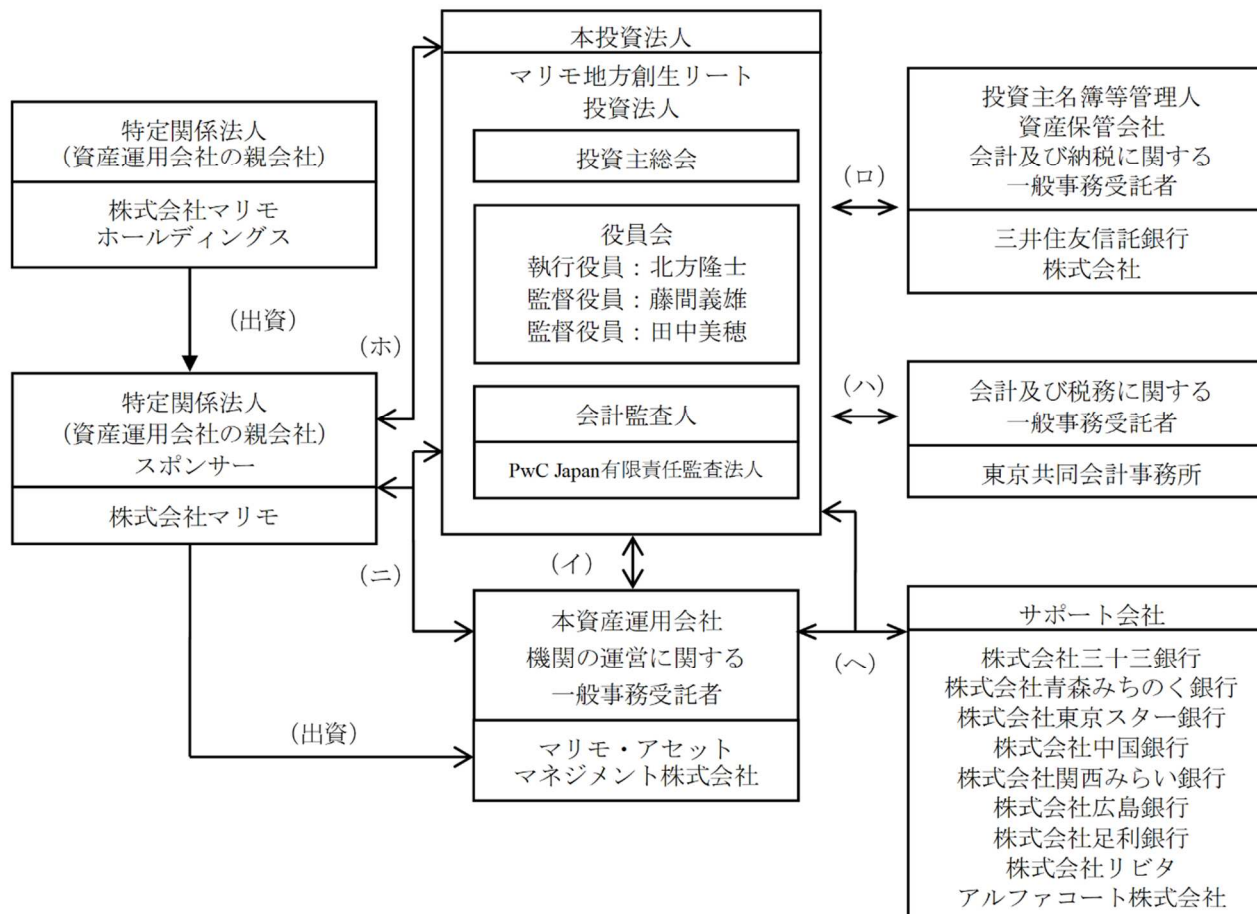 特定関係法人
（資産運用会社の親会社）
株式会社マリモ
ホールディングス
（出資）
特定関係法人
（資産運用会社の親会社）
スポンサー
株式会社マリモ
（出資）
（ホ）
（ニ）
本投資法人
マリモ地方創生リート
投資法人
投資主総会
役員会
執行役員：北方隆士
監督役員：藤間義雄
監督役員：田中美穂
会計監査人
PwC Japan有限責任監査法人
（イ）
本資産運用会社
機関の運営に関する
一般事務受託者
マリモ・アセット
マネジメント株式会社
（ロ）
投資主名簿等管理人
資産保管会社
会計及び納税に関する
一般事務受託者
三井住友信託銀行
株式会社
（ハ）
会計及び税務に関する
一般事務受託者
東京共同会計事務所
（ヘ）
サポート会社
株式会社三十三銀行
株式会社青森みちのく銀行
株式会社東京スター銀行
株式会社中国銀行
株式会社関西みらい銀行
株式会社広島銀行
株式会社足利銀行
株式会社リビタ
アルファコート株式会社